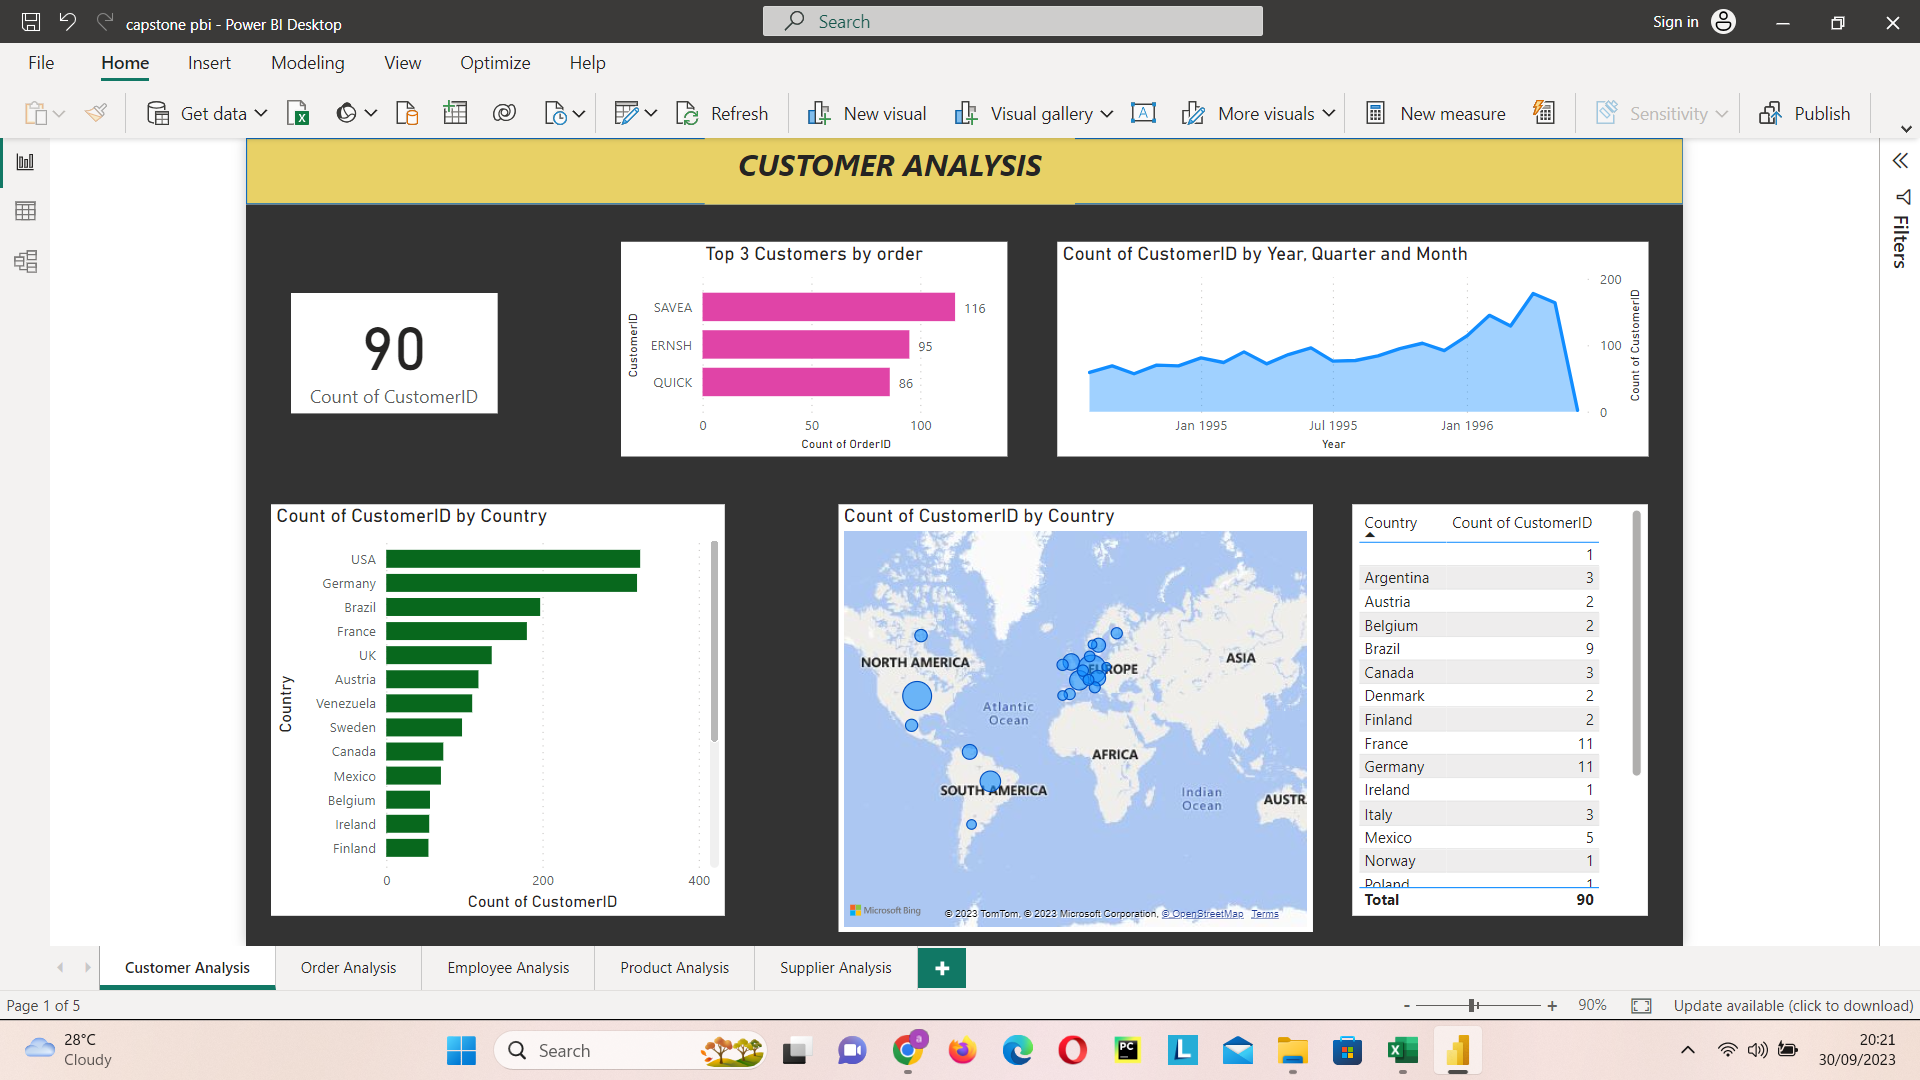 capstone pbi - Power BI Desktop
Search
Sign in
File
Home
Insert
Modeling
View
Optimize
Help
Get data
Refresh
New visual
Visual gallery
More visuals
New measure
Sensitivity
Publish
CUSTOMER ANALYSIS
Filters
90
Count of CustomerID
Top 3 Customers by order
CustomerID
SAVEA
116
ERNSH
95
QUICK
86
0
50
100
Count of OrderID
Count of CustomerID by Year, Quarter and Month
200
100
0
Count of CustomerID
Jan 1995
Jul 1995
Jan 1996
Year
Count of CustomerID by Country
Country
USA
Germany
Brazil
France
UK
Austria
Venezuela
Sweden
Canada
Mexico
Belgium
Ireland
Finland
0
200
400
Count of CustomerID
Count of CustomerID by Country
NORTH AMERICA
EUROPE
ASIA
Atlantic
Ocean
AFRICA
SOUTH AMERICA
Indian
Ocean
AUSTR
Microsoft Bing
© 2023 TomTom, © 2023 Microsoft Corporation, © OpenStreetMap Terms
Country Count of CustomerID
1
Argentina 3
Austria 2
Belgium 2
Brazil 9
Canada 3
Denmark 2
Finland 2
France 11
Germany 11
Ireland 1
Italy 3
Mexico 5
Norway 1
Poland 1
Total 90
Customer Analysis
Order Analysis
Employee Analysis
Product Analysis
Supplier Analysis
Page 1 of 5
- + 90%
Update available (click to download)
28°C
Cloudy
Search
a
PC
L
20:21
30/09/2023